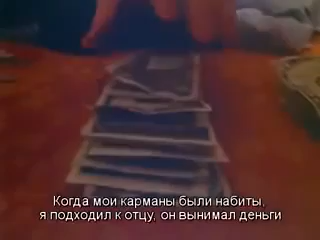 Когда мои карманы были набиты,
я подходил к отцу, он вынимал деньги